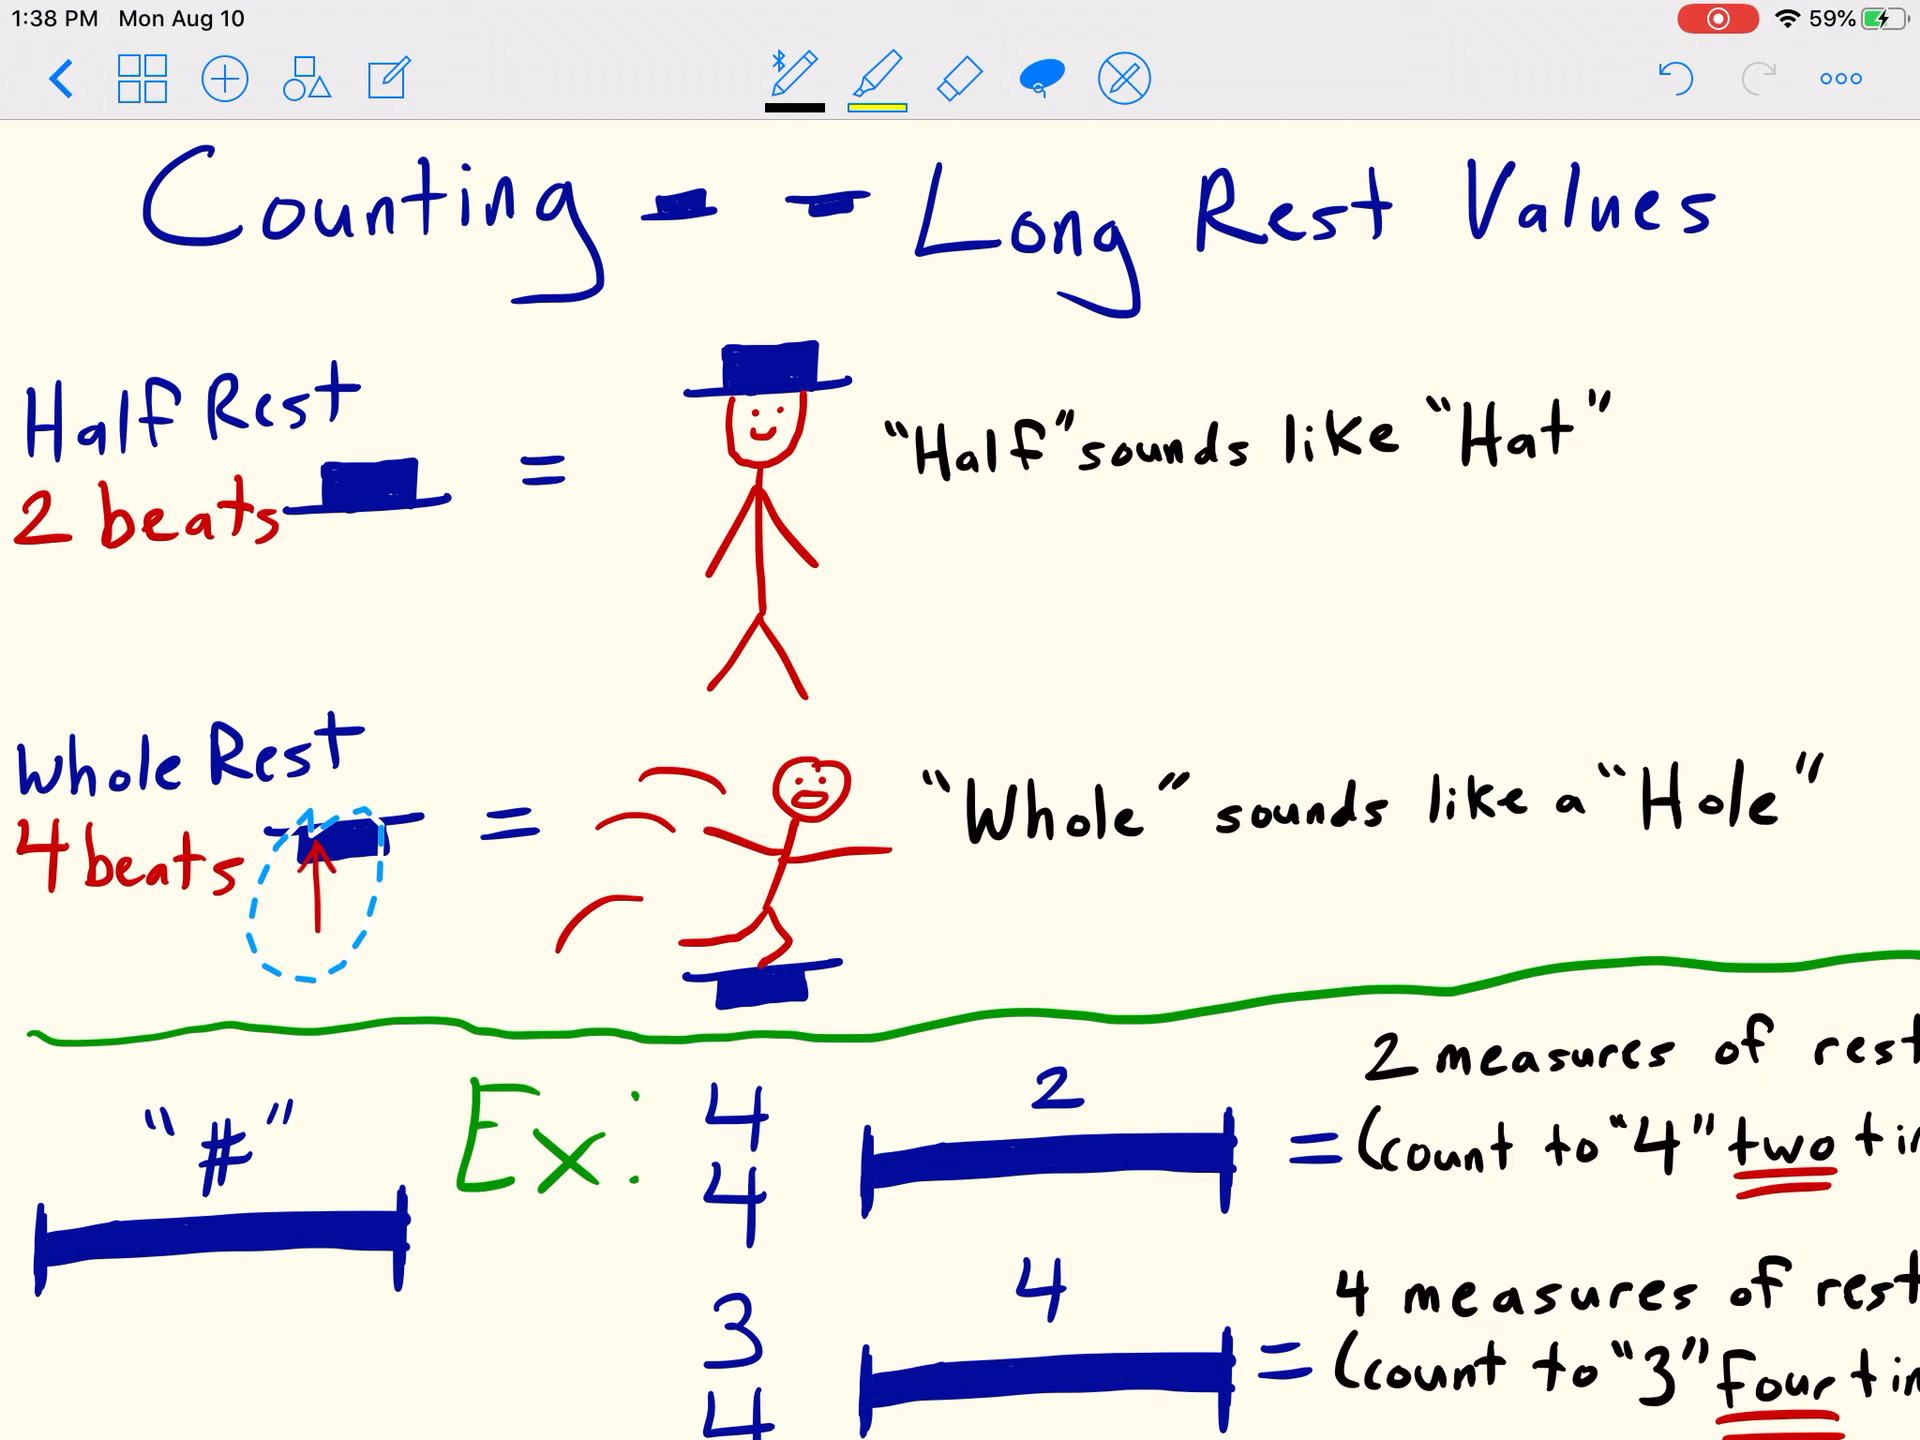 1:38 PM Mon Aug 10
59%
Counting - - Long Rest Values
Half Rest
2 beats
=
"Half" sounds like "Hat"
Whole Rest
4 beats
=
"Whole" sounds like a "Hole"
"#"
Ex:
4
4
2
=
2 measures of rest
(count to "4" two
3
4
4
=
4 measures of rest
(count to "3" Four